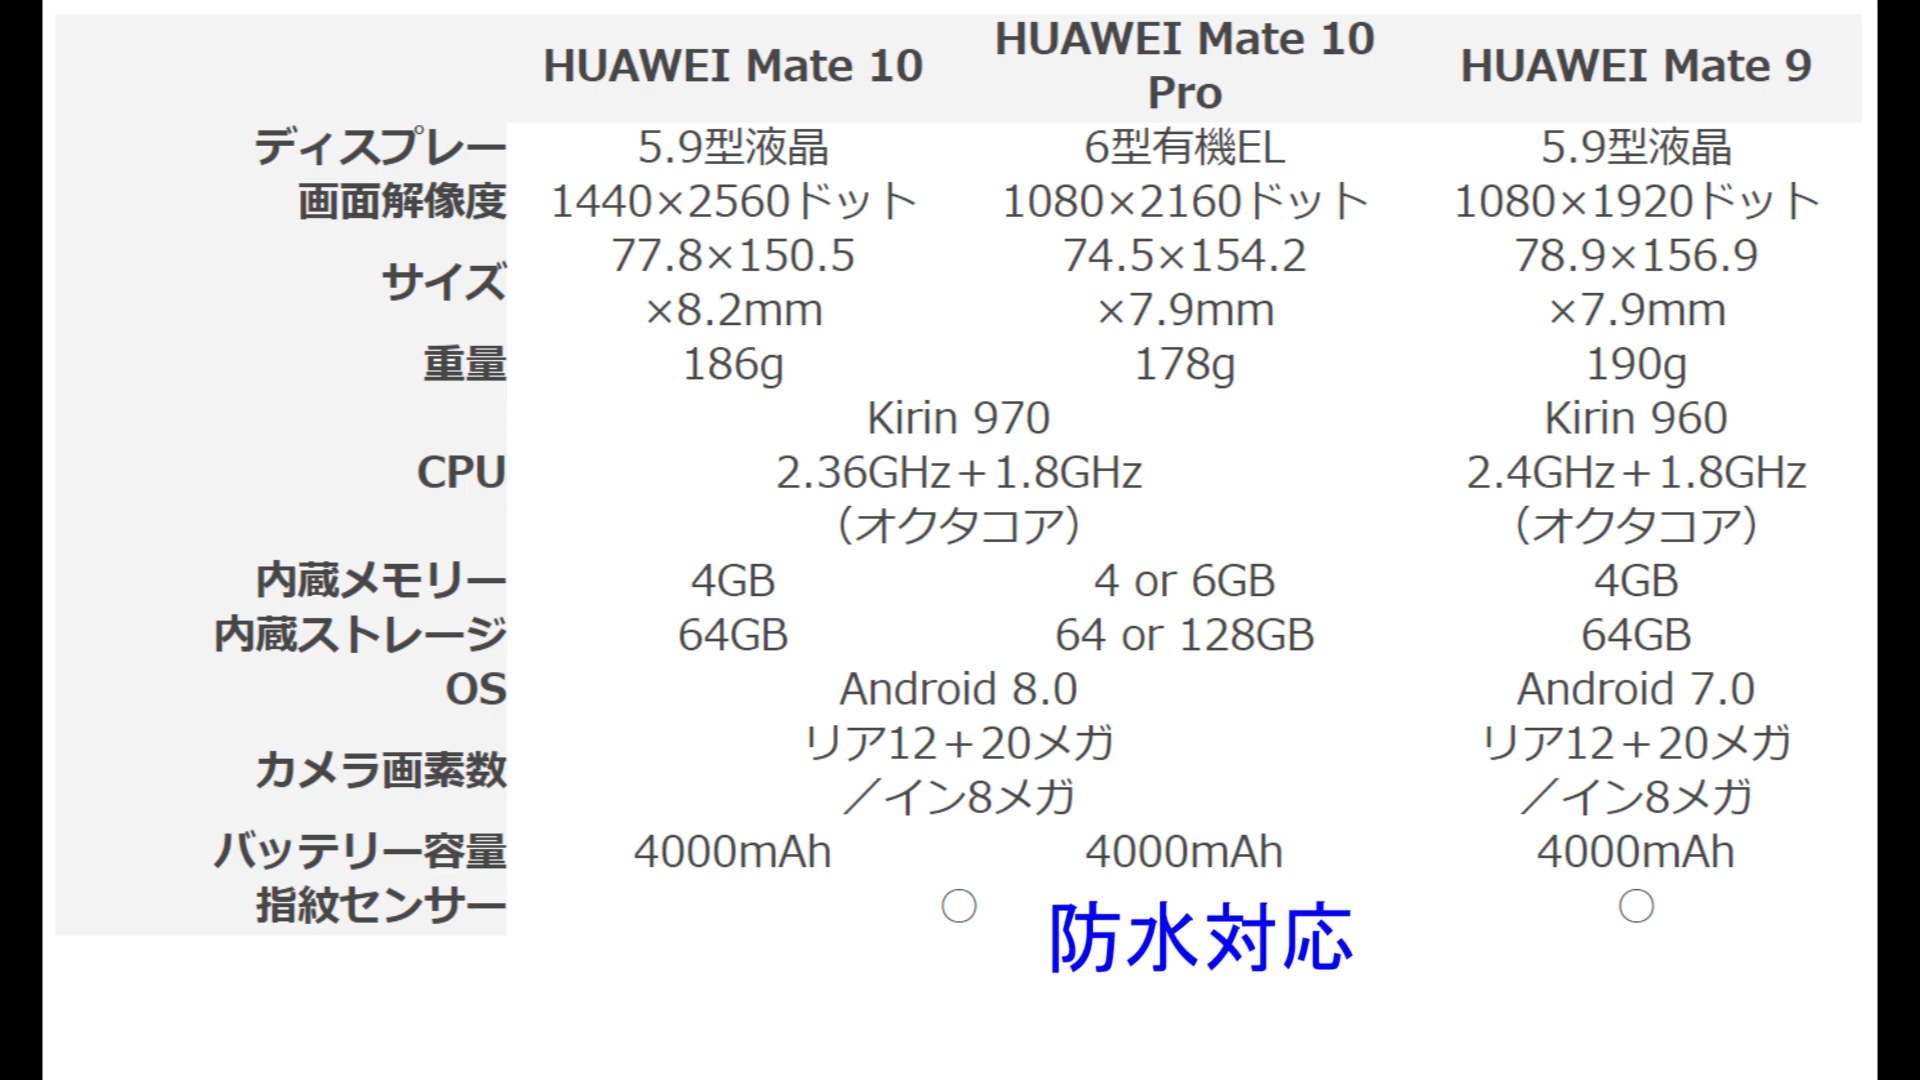 HUAWEI Mate 10
HUAWEI Mate 10
Pro
HUAWEI Mate 9
ディスプレー 5.9型液晶 6型有機EL 5.9型液晶
画面解像度 1440×2560ドット 1080×2160ドット 1080×1920ドット
サイズ
77.8×150.5
×8.2mm
74.5×154.2
×7.9mm
78.9×156.9
×7.9mm
重量 186g 178g 190g
CPU
Kirin 970
2.36GHz＋1.8GHz
（オクタコア）
Kirin 960
2.4GHz＋1.8GHz
（オクタコア）
内蔵メモリー 4GB 4 or 6GB 4GB
内蔵ストレージ 64GB 64 or 128GB 64GB
OS Android 8.0 Android 7.0
カメラ画素数
リア12＋20メガ
／イン8メガ
リア12＋20メガ
／イン8メガ
バッテリー容量 4000mAh 4000mAh 4000mAh
指紋センサー ○ ○
防水対応